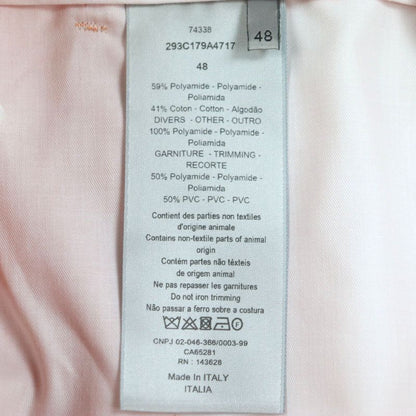 74338
293C179A4717
48
48
59% Polyamide - Polyamide -
Poliamida
41% Coton - Cotton - Algodão
DIVERS - OTHER - OUTRO
100% Polyamide - Polyamide -
Poliamida
GARNITURE - TRIMMING -
RECORTE
50% Polyamide - Polyamide -
Poliamida
50% PVC - PVC - PVC
Contient des parties non textiles
d'origine animale
Contains non-textile parts of animal
origin
Contém partes não têxteis
de origem animal
Ne pas repasser les garnitures
Do not iron trimming
Não passar a ferro sobre a costura
CNPJ 02-046-366/0003-99
CA65281
RN : 143628
Made In ITALY
ITALIA